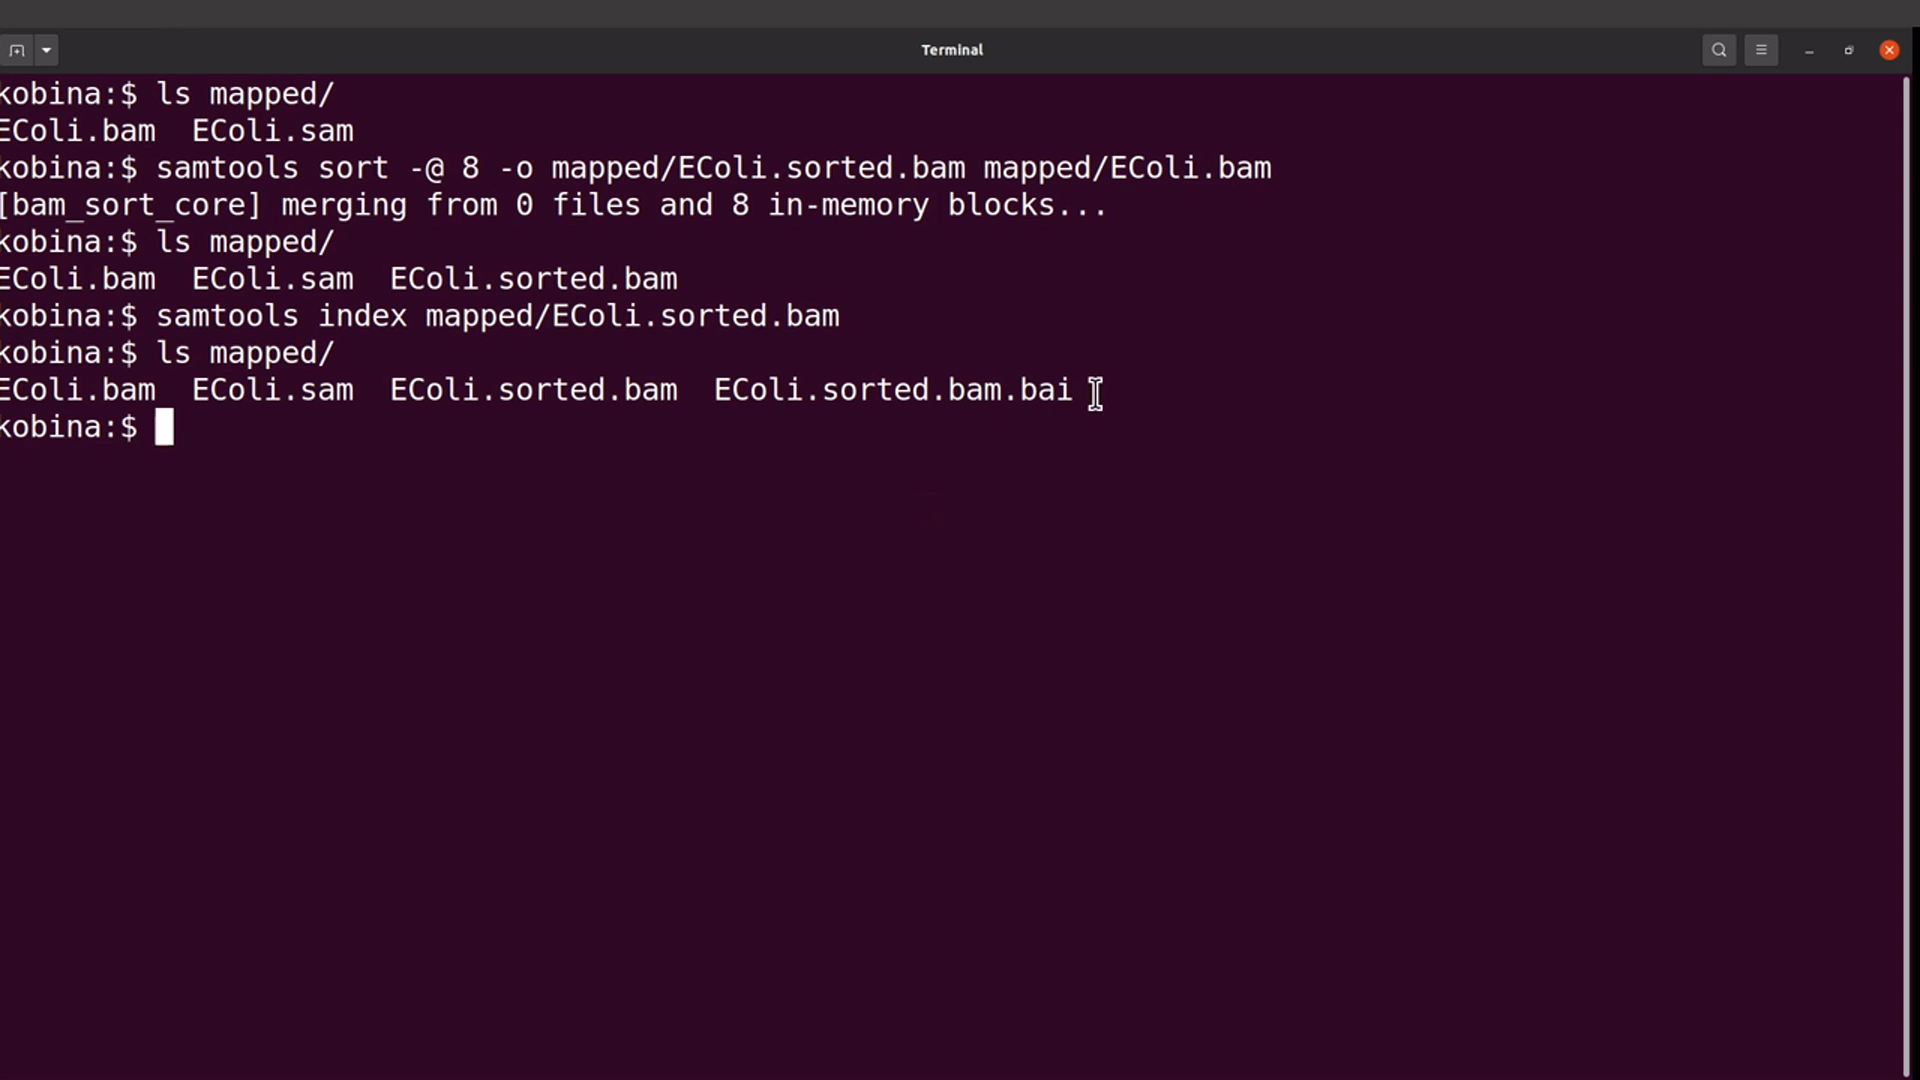 Terminal
kobina:$ ls mapped/
EColi.bam  EColi.sam
kobina:$ samtools sort -@ 8 -o mapped/EColi.sorted.bam mapped/EColi.bam
[bam_sort_core] merging from 0 files and 8 in-memory blocks...
kobina:$ ls mapped/
EColi.bam  EColi.sam  EColi.sorted.bam
kobina:$ samtools index mapped/EColi.sorted.bam
kobina:$ ls mapped/
EColi.bam  EColi.sam  EColi.sorted.bam  EColi.sorted.bam.bai
kobina:$